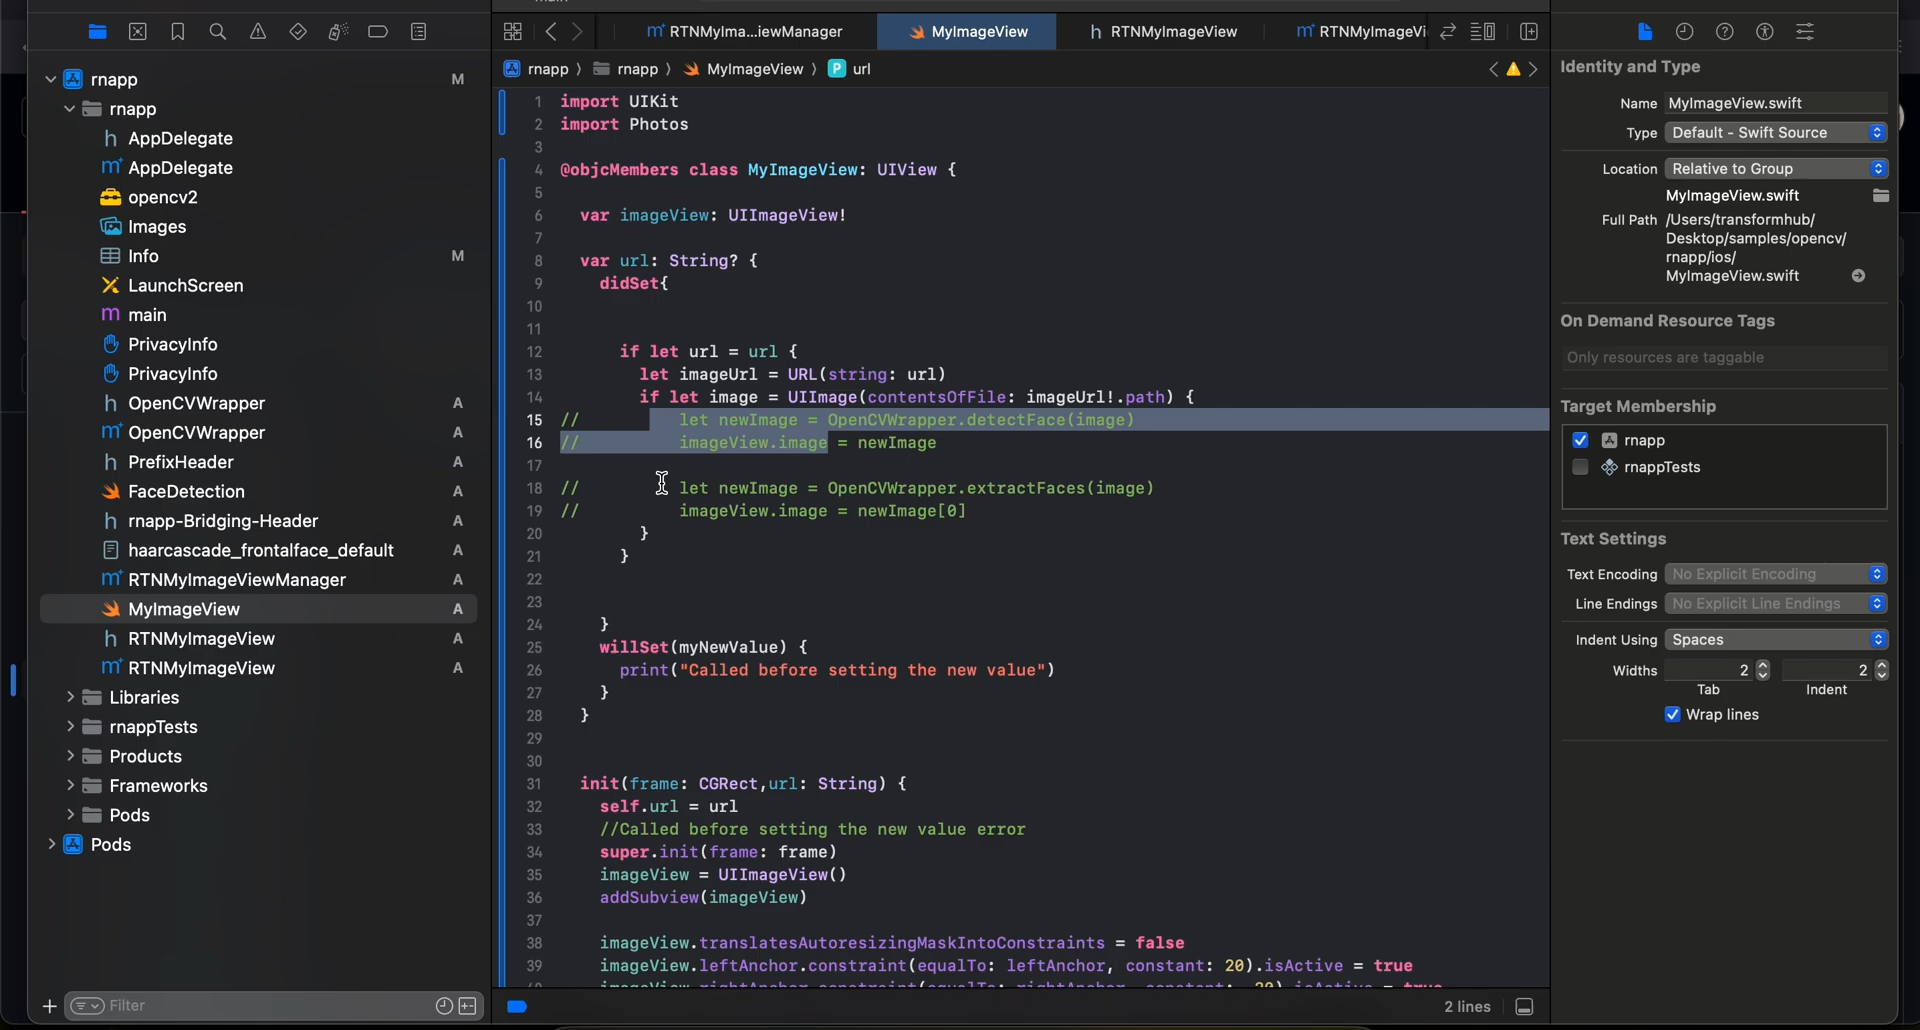 RTNMyIma...iewManager
MyImageView
RTNMyImageView
RTNMyImageVi
rnapp M
rnapp
AppDelegate
AppDelegate
opencv2
Images
Info M
LaunchScreen
main
PrivacyInfo
PrivacyInfo
OpenCVWrapper A
OpenCVWrapper A
PrefixHeader A
FaceDetection A
rnapp-Bridging-Header A
haarcascade_frontalface_default A
RTNMyImageViewManager A
MyImageView A
RTNMyImageView A
RTNMyImageView A
Libraries
rnappTests
Products
Frameworks
Pods
Pods
Filter
rnapp 〉 rnapp 〉 MyImageView 〉 P url
1 import UIKit
2 import Photos
3
4 @objcMembers class MyImageView: UIView {
5
6 var imageView: UIImageView!
7
8 var url: String? {
9 didSet{
10
11
12 if let url = url {
13 let imageUrl = URL(string: url)
14 if let image = UIImage(contentsOfFile: imageUrl!.path) {
15 // let newImage = OpenCVWrapper.detectFace(image)
16 // imageView.image = newImage
17
18 // let newImage = OpenCVWrapper.extractFaces(image)
19 // imageView.image = newImage[0]
20 }
21 }
22
23
24 }
25 willSet(myNewValue) {
26 print("Called before setting the new value")
27 }
28 }
29
30
31 init(frame: CGRect,url: String) {
32 self.url = url
33 //Called before setting the new value error
34 super.init(frame: frame)
35 imageView = UIImageView()
36 addSubview(imageView)
37
38 imageView.translatesAutoresizingMaskIntoConstraints = false
39 imageView.leftAnchor.constraint(equalTo: leftAnchor, constant: 20).isActive = true
2 lines
Identity and Type
Name MyImageView.swift
Type Default - Swift Source
Location Relative to Group
MyImageView.swift
Full Path /Users/transformhub/
Desktop/samples/opencv/
rnapp/ios/
MyImageView.swift
On Demand Resource Tags
Only resources are taggable
Target Membership
rnapp
rnappTests
Text Settings
Text Encoding No Explicit Encoding
Line Endings No Explicit Line Endings
Indent Using Spaces
Widths 2 2
Tab Indent
Wrap lines